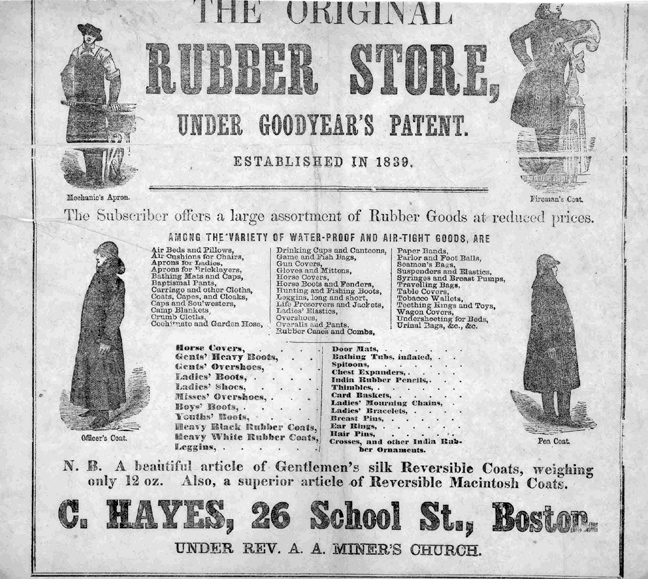 THE ORIGINAL
RUBBER STORE,
UNDER GOODYEAR'S PATENT.
ESTABLISHED IN 1839.
Mechanic's Apron.
Fireman's Coat.
The Subscriber offers a large assortment of Rubber Goods at reduced prices.
AMONG THE VARIETY OF WATER-PROOF AND AIR-TIGHT GOODS, ARE
Air Beds and Pillows,
Air Cushions for Chairs,
Aprons for Ladies,
Aprons for Bricklayers,
Bathing Mats and Caps,
Baptismal Pants,
Carriage and other Cloths,
Coats, Capes, and Cloaks,
Caps and Sou'westers,
Camp Blankets,
Crumb Cloths,
Cochituate and Garden Hose,
Drinking Cups and Canteens,
Game and Fish Bags,
Gun Covers,
Gloves and Mittens,
Horse Covers,
Horse Boots and Fenders,
Hunting and Fishing Boots,
Leggins, long and short,
Life Preservers and Jackets,
Ladies' Elastics,
Overshoes,
Overalls and Pants,
Rubber Canes and Combs,
Paper Bands,
Parlor and Foot Balls,
Seamen's Bags,
Suspenders and Elastics,
Syringes and Breast Pumps,
Travelling Bags,
Table Covers,
Tobacco Wallets,
Teething Rings and Toys,
Wagon Covers,
Undersheeting for Beds,
Urinal Bags, &c., &c.
Horse Covers,
Gents' Heavy Boots,
Gents' Overshoes,
Ladies' Boots,
Ladies' Shoes,
Misses' Overshoes,
Boys' Boots,
Youths' Boots,
Heavy Black Rubber Coats,
Heavy White Rubber Coats,
Leggins,
Door Mats,
Bathing Tubs, inflated,
Spitoons,
Chest Expanders,
India Rubber Pencils,
Thimbles,
Card Baskets,
Ladies' Mourning Chains,
Ladies' Bracelets,
Breast Pins,
Ear Rings,
Hair Pins,
Crosses, and other India Rub-
ber Ornaments.
Officer's Coat.
Pea Coat.
N. B. A beautiful article of Gentlemen's silk Reversible Coats, weighing
only 12 oz. Also, a superior article of Reversible Macintosh Coats.
C. HAYES, 26 School St., Boston.
UNDER REV. A. A. MINER'S CHURCH.